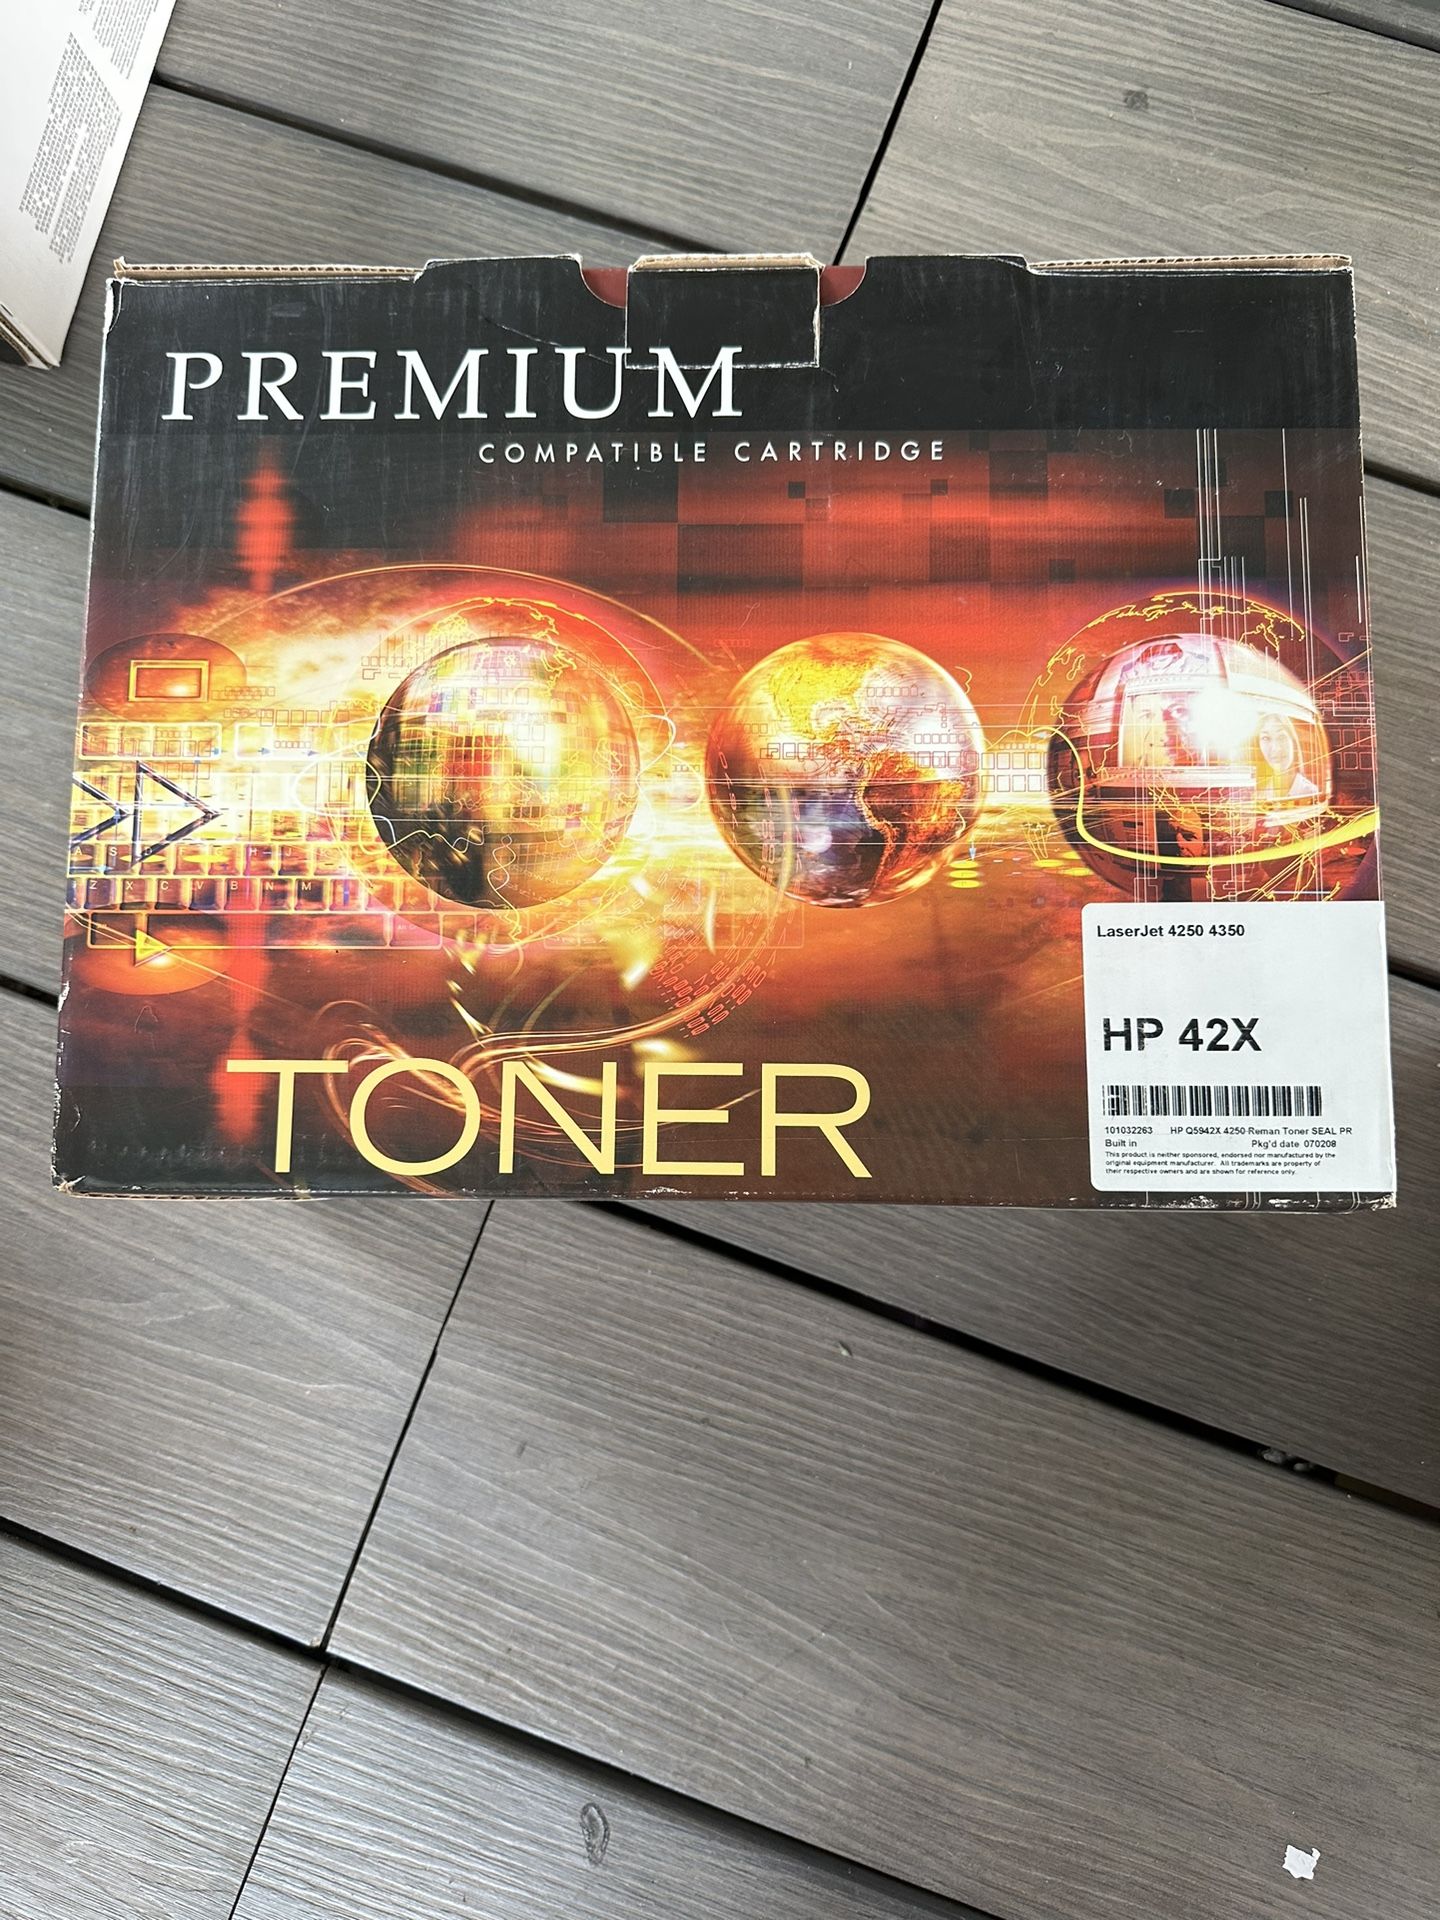 PREMIUM
COMPATIBLE CARTRIDGE
A S D F H J
Z X C V B N M
LaserJet 4250 4350
HP 42X
101032263 HP Q5942X 4250 Reman Toner SEAL PR
Built in Pkg'd date 070208
This product is neither sponsored, endorsed nor manufactured by the
original equipment manufacturer. All trademarks are property of
their respective owners and are shown for reference only.
TONER